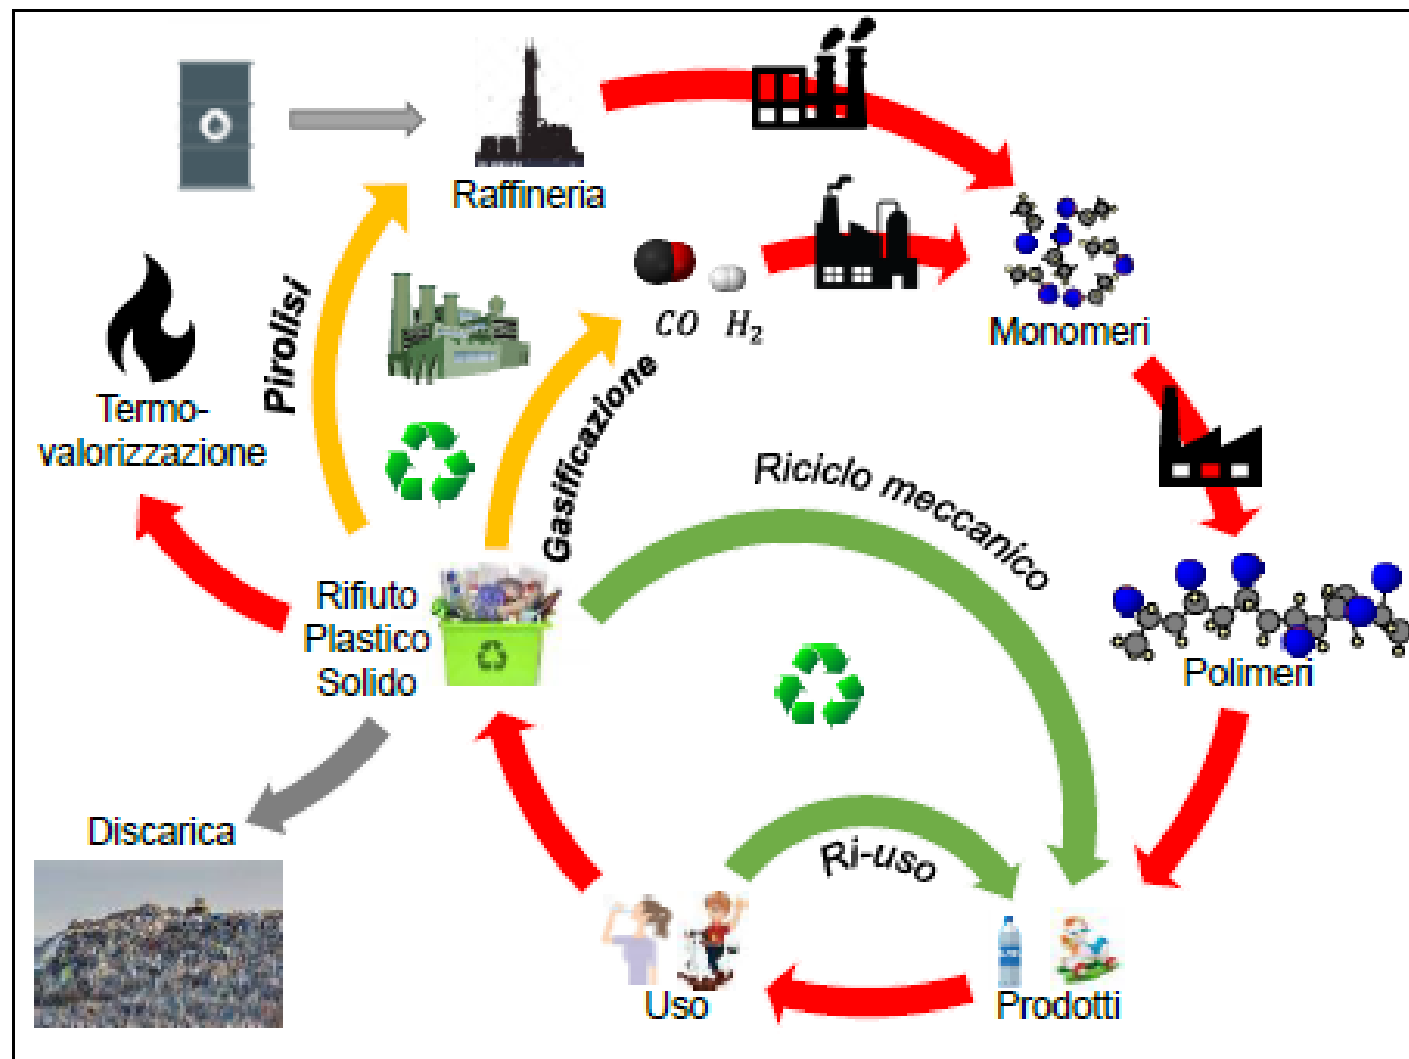 Raffineria
Pirolisi
CO H₂
Monomeri
Termo-
valorizzazione
Gasificazione
Riciclo meccanico
Rifiuto
Plastico
Solido
Polimeri
Discarica
Ri-uso
Uso
Prodotti